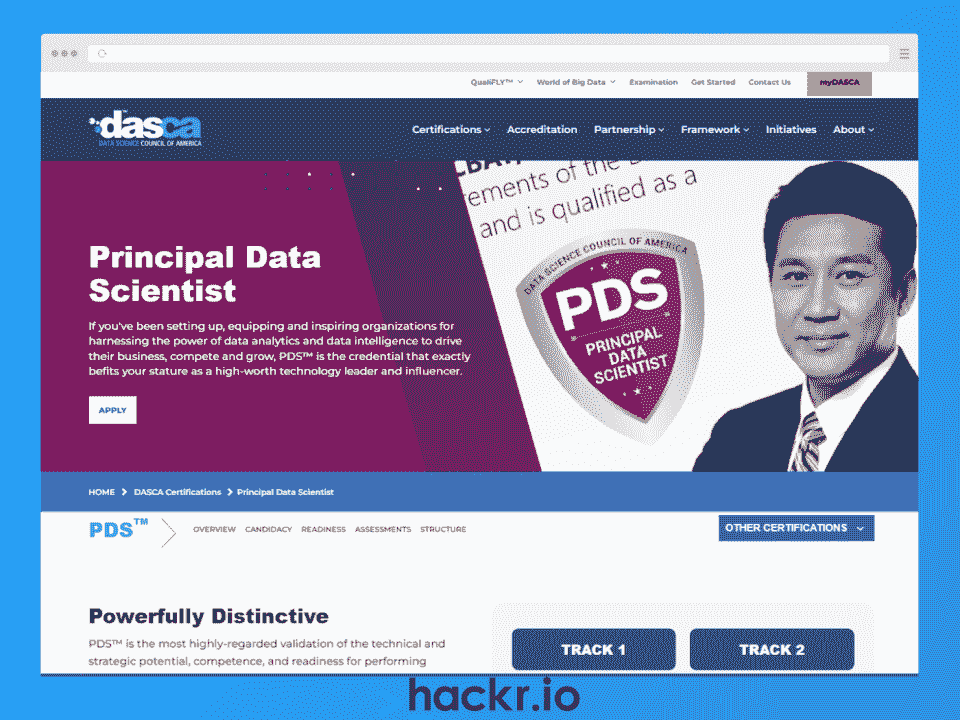 QualiFLY™ World of Big Data Examination Get Started Contact Us myDASCA
dasca
DATA SCIENCE COUNCIL OF AMERICA
Certifications Accreditation Partnership Framework Initiatives About
ements of the
and is qualified as a
DATA SCIENCE COUNCIL OF AMERICA
PDS
PRINCIPAL
DATA
SCIENTIST
Principal Data
Scientist
If you've been setting up, equipping and inspiring organizations for
harnessing the power of data analytics and data intelligence to drive
their business, compete and grow, PDS™ is the credential that exactly
befits your stature as a high-worth technology leader and influencer.
APPLY
HOME DASCA Certifications Principal Data Scientist
PDS™ OVERVIEW CANDIDACY READINESS ASSESSMENTS STRUCTURE OTHER CERTIFICATIONS
Powerfully Distinctive
PDS™ is the most highly-regarded validation of the technical and
strategic potential, competence, and readiness for performing
TRACK 1 TRACK 2
hackr.io